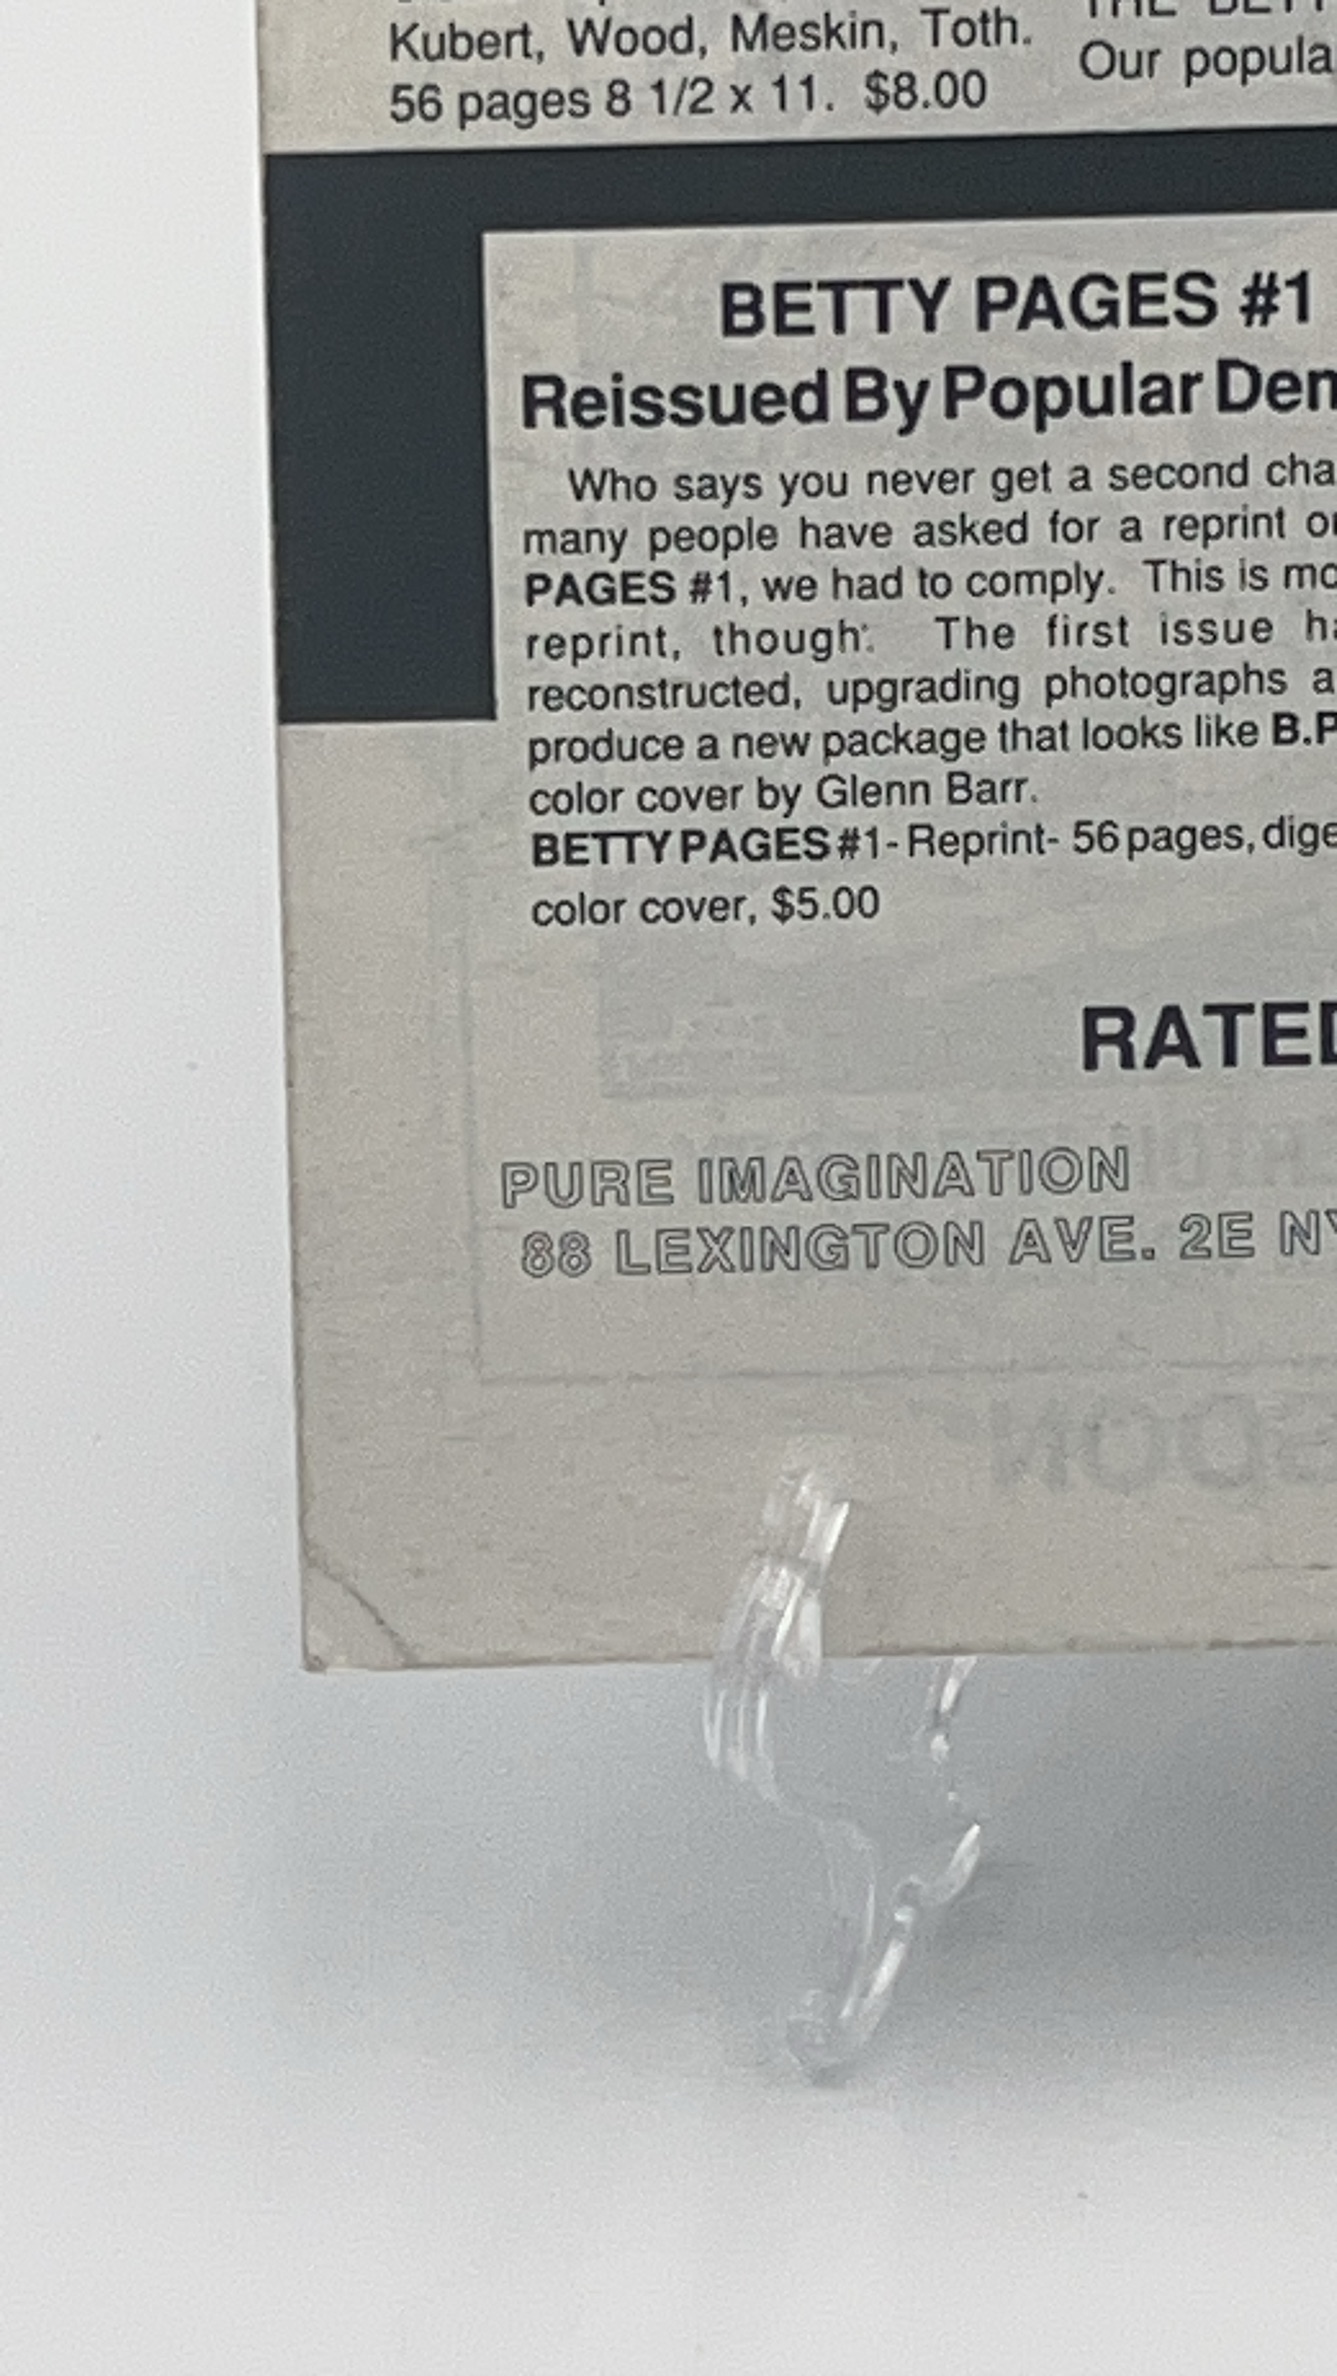 Kubert, Wood, Meskin, Toth.
56 pages 8 1/2 x 11. $8.00
THE BETT
Our popula
BETTY PAGES #1
Reissued By Popular Dem
Who says you never get a second cha
many people have asked for a reprint o
PAGES #1, we had to comply. This is mo
reprint, though. The first issue ha
reconstructed, upgrading photographs a
produce a new package that looks like B.P
color cover by Glenn Barr.
BETTY PAGES #1- Reprint- 56 pages, dige
color cover, $5.00
RATED
PURE IMAGINATION
88 LEXINGTON AVE. 2E NY